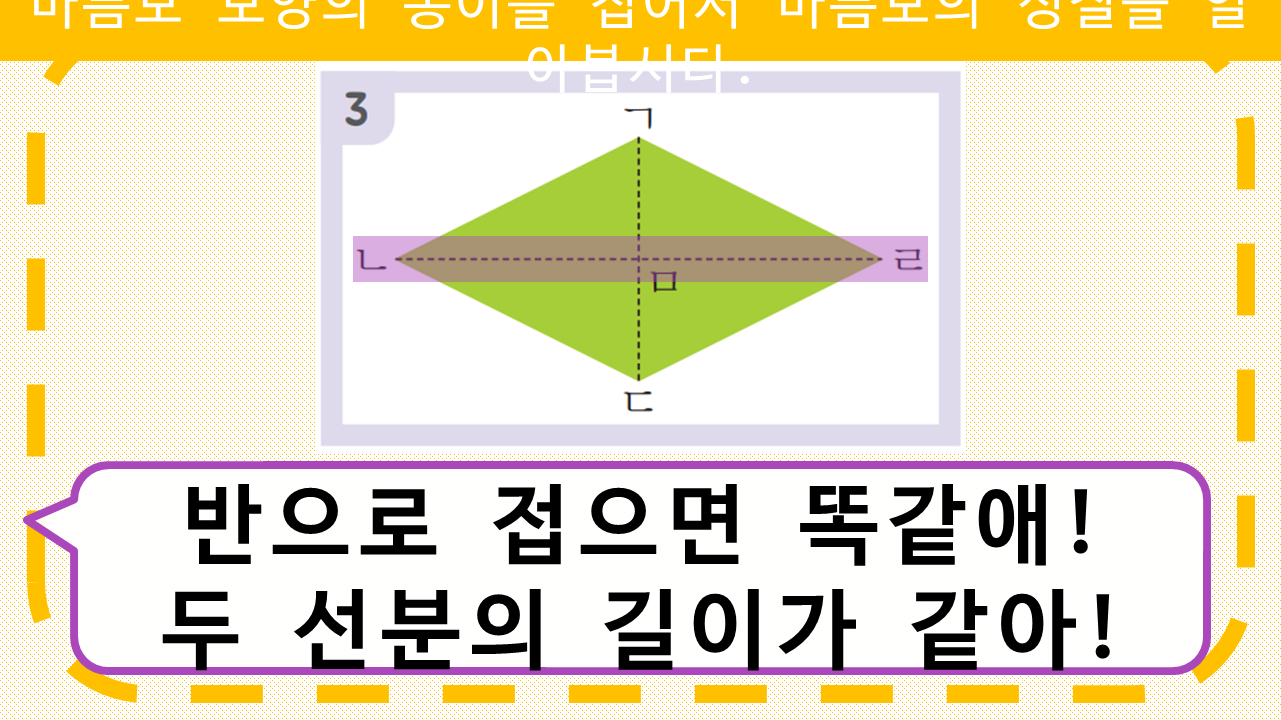 마름모 모양의 종이를 접어서 마름모의 성질을 알
아봅시다.
3
ㄱ
ㄴ
ㄹ
ㅁ
ㄷ
반으로 접으면 똑같애!
두 선분의 길이가 같아!